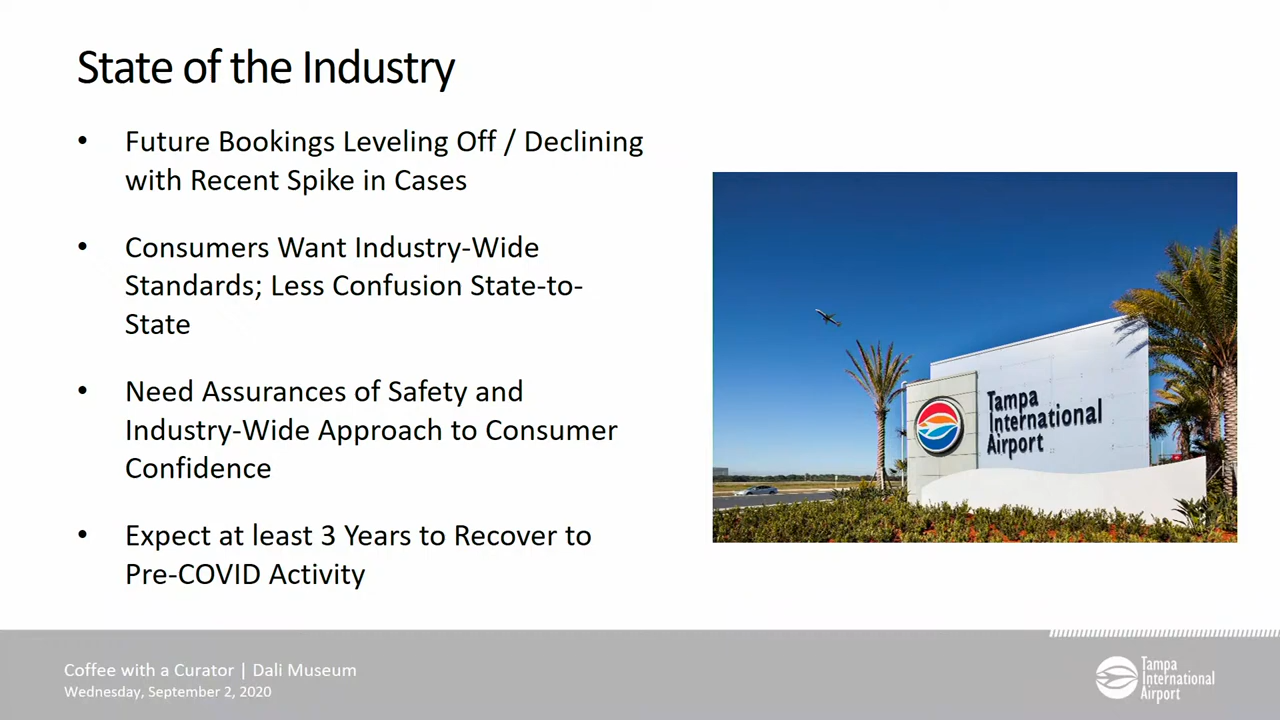 State of the Industry
• Future Bookings Leveling Off / Declining
with Recent Spike in Cases
• Consumers Want Industry-Wide
Standards; Less Confusion State-to-
State
• Need Assurances of Safety and
Industry-Wide Approach to Consumer
Confidence
• Expect at least 3 Years to Recover to
Pre-COVID Activity
Tampa
International
Airport
Coffee with a Curator | Dali Museum
Wednesday, September 2, 2020
Tampa
International
Airport